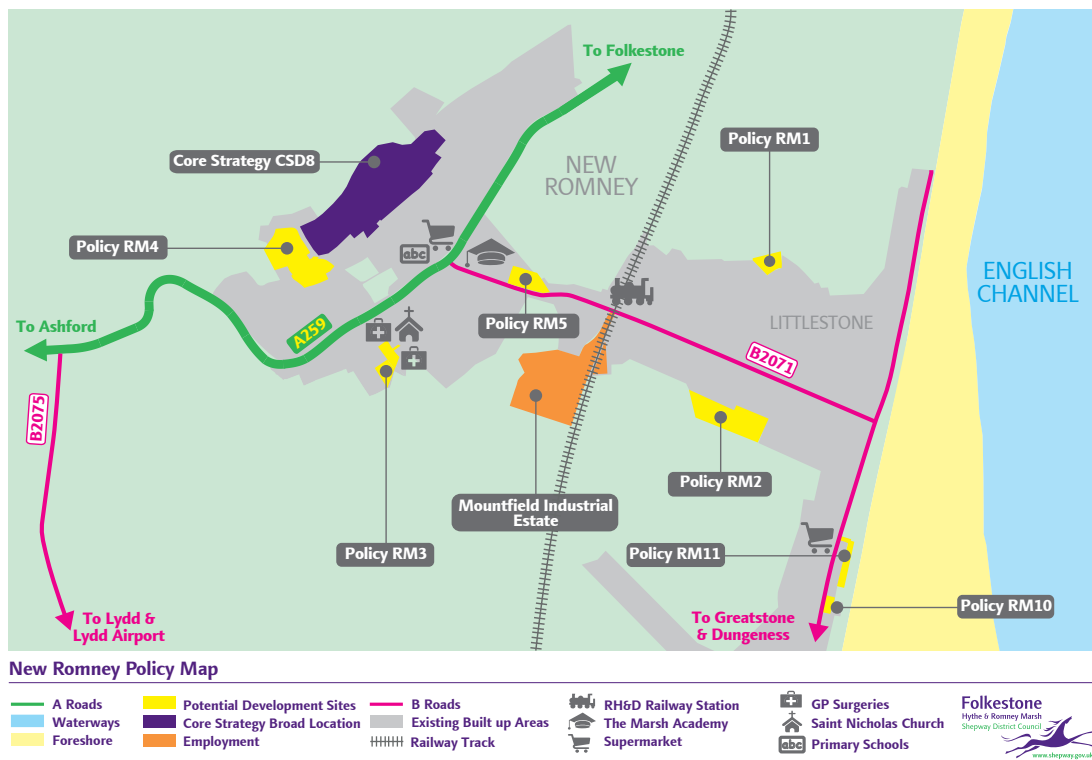 To Folkestone
Policy RM1
Core Strategy CSD8
NEW
ROMNEY
Policy RM4
abc
ENGLISH
CHANNEL
To Ashford
A259
Policy RM5
LITTLESTONE
B2071
B2075
Policy RM2
Mountfield Industrial
Estate
Policy RM3
Policy RM11
Policy RM10
To Lydd &
Lydd Airport
To Greatstone
& Dungeness
New Romney Policy Map
A Roads
Waterways
Foreshore
Potential Development Sites
Core Strategy Broad Location
Employment
B Roads
Existing Built up Areas
Railway Track
RH&D Railway Station
The Marsh Academy
Supermarket
GP Surgeries
Saint Nicholas Church
abc Primary Schools
Folkestone
Hythe & Romney Marsh
Shepway District Council
www.shepway.gov.uk